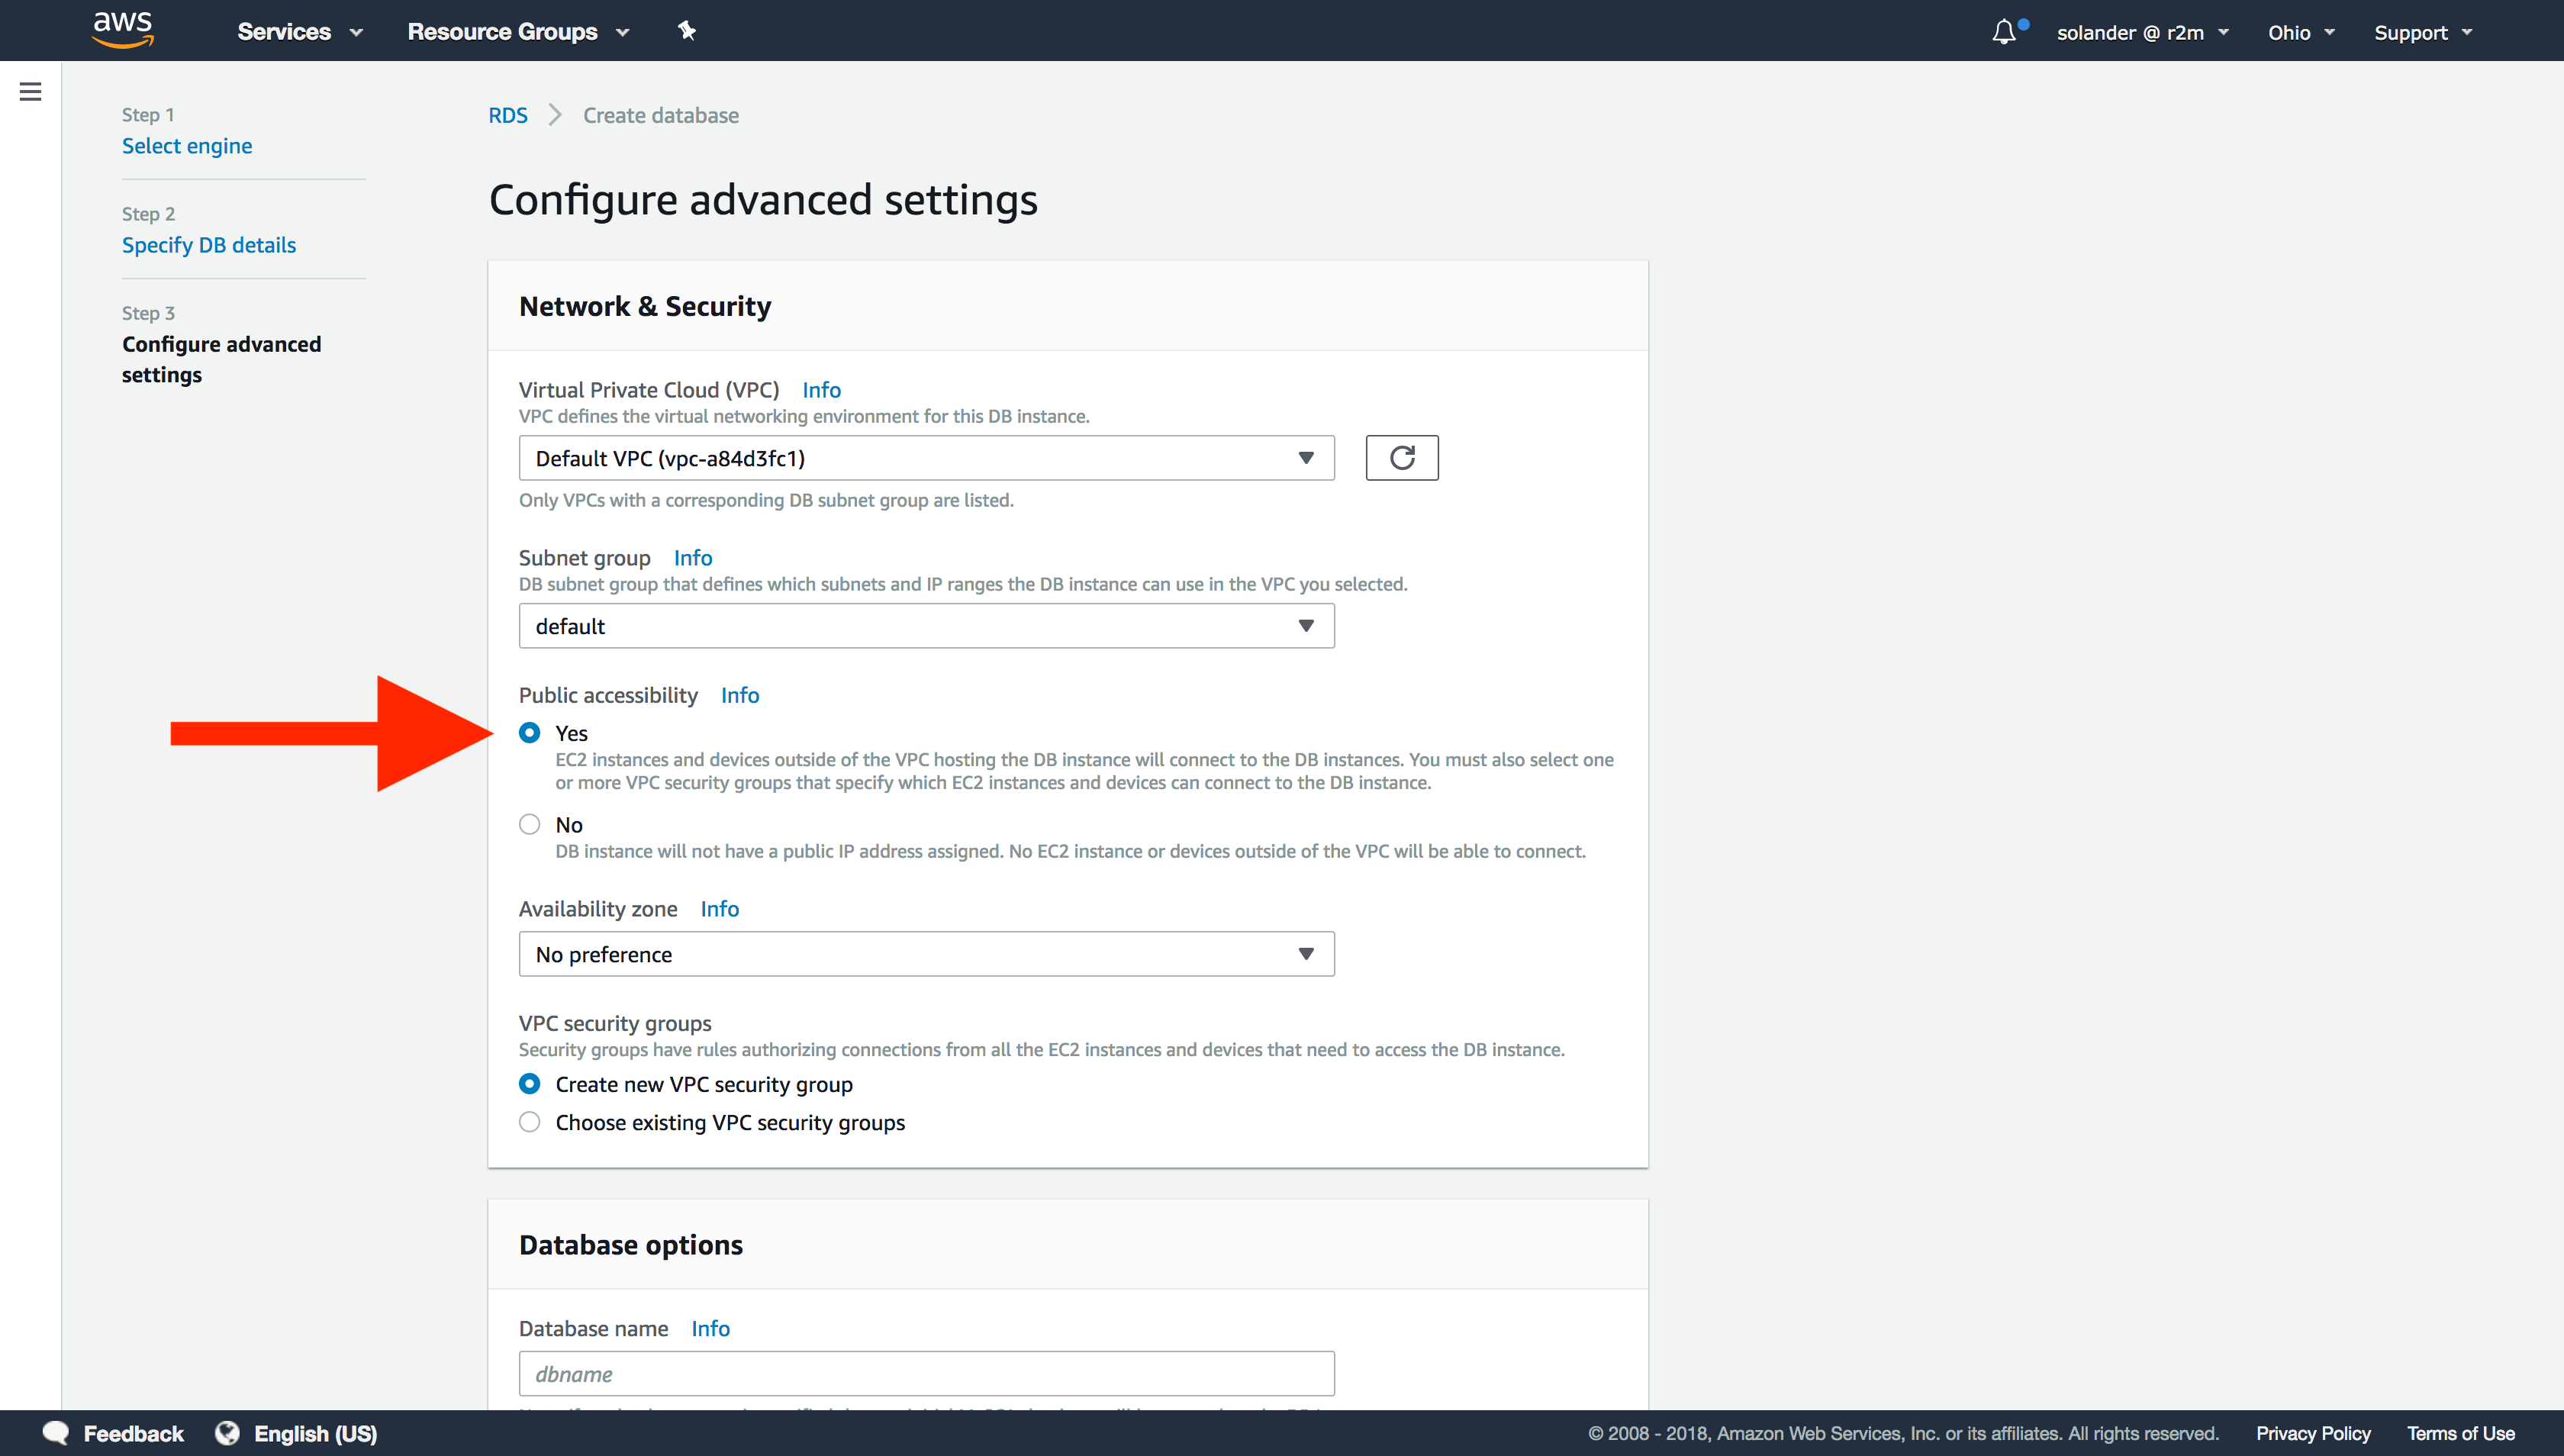 aws
Services
Resource Groups
solander @ r2m
Ohio
Support
Step 1
Select engine
Step 2
Specify DB details
Step 3
Configure advanced
settings
RDS
Create database
Configure advanced settings
Network & Security
Virtual Private Cloud (VPC) Info
VPC defines the virtual networking environment for this DB instance.
Default VPC (vpc-a84d3fc1)
Only VPCs with a corresponding DB subnet group are listed.
Subnet group Info
DB subnet group that defines which subnets and IP ranges the DB instance can use in the VPC you selected.
default
Public accessibility Info
Yes
EC2 instances and devices outside of the VPC hosting the DB instance will connect to the DB instances. You must also select one
or more VPC security groups that specify which EC2 instances and devices can connect to the DB instance.
No
DB instance will not have a public IP address assigned. No EC2 instance or devices outside of the VPC will be able to connect.
Availability zone Info
No preference
VPC security groups
Security groups have rules authorizing connections from all the EC2 instances and devices that need to access the DB instance.
Create new VPC security group
Choose existing VPC security groups
Database options
Database name Info
dbname
Feedback
English (US)
© 2008 - 2018, Amazon Web Services, Inc. or its affiliates. All rights reserved.
Privacy Policy
Terms of Use